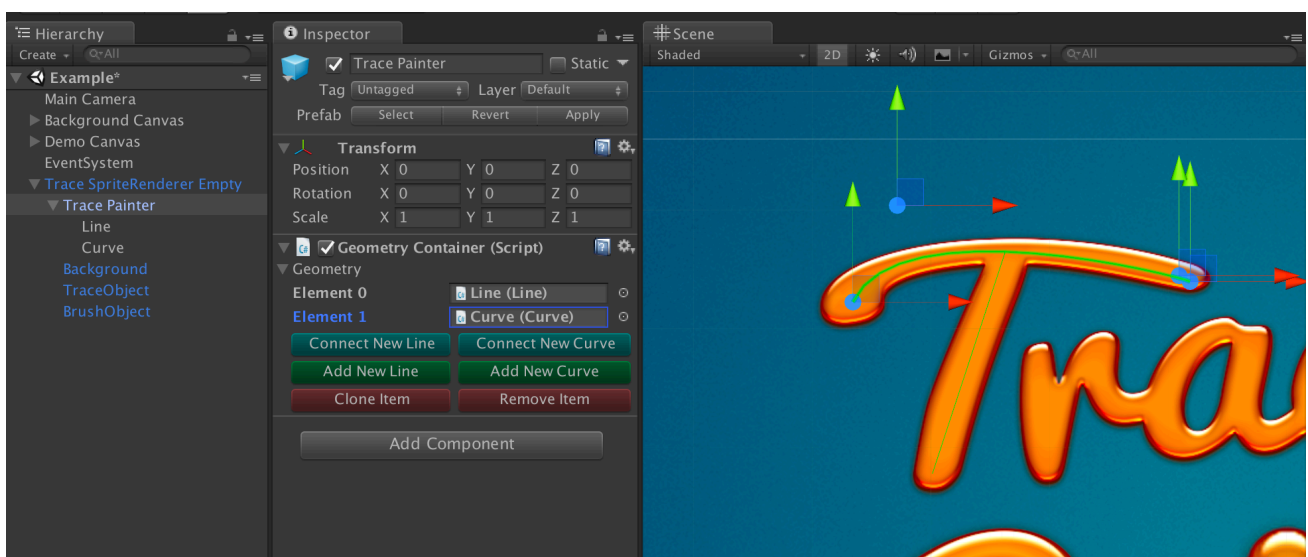 Hierarchy
Create
All
Example*
Main Camera
Background Canvas
Demo Canvas
EventSystem
Trace SpriteRenderer Empty
Trace Painter
Line
Curve
Background
TraceObject
BrushObject
Inspector
Trace Painter
Static
Tag Untagged Layer Default
Prefab Select Revert Apply
Transform
Position X 0 Y 0 Z 0
Rotation X 0 Y 0 Z 0
Scale X 1 Y 1 Z 1
C# Geometry Container (Script)
Geometry
Element 0 Line (Line)
Element 1 Curve (Curve)
Connect New Line Connect New Curve
Add New Line Add New Curve
Clone Item Remove Item
Add Component
Scene
Shaded 2D Gizmos All
Tra